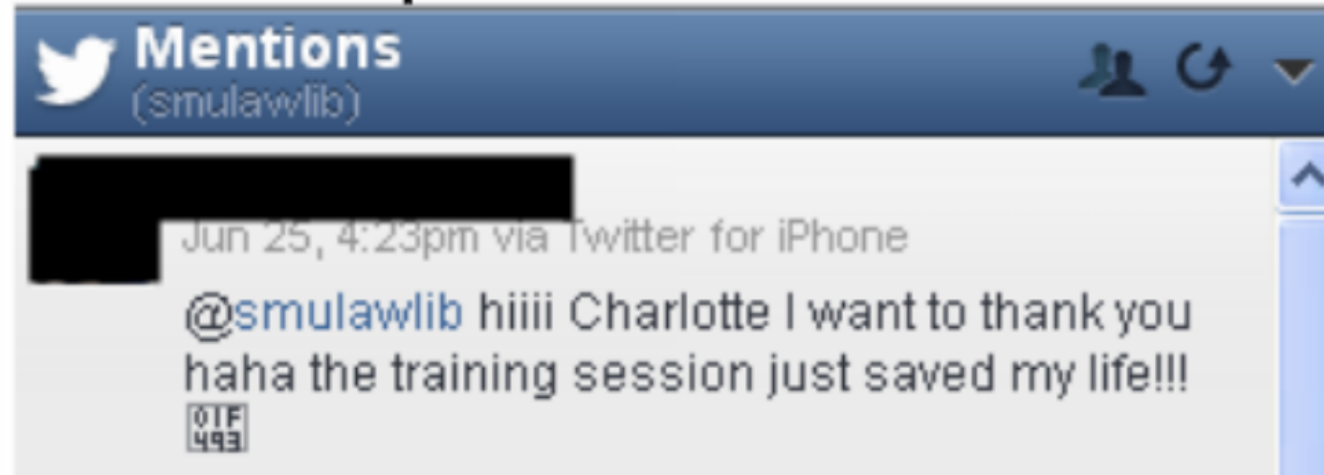 Mentions
(smulawlib)
Jun 25, 4:23pm via Twitter for iPhone
@smulawlib hiiii Charlotte I want to thank you
haha the training session just saved my life!!!
01F
493